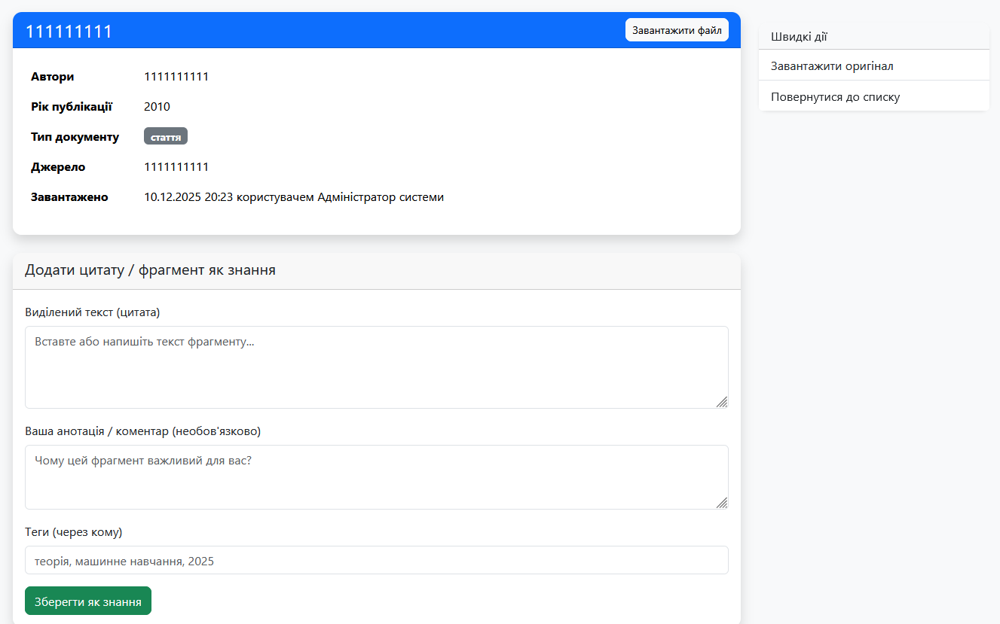 111111111
Завантажити файл
Автори 1111111111
Рік публікації 2010
Тип документу стаття
Джерело 1111111111
Завантажено 10.12.2025 20:23 користувачем Адміністратор системи
Додати цитату / фрагмент як знання
Виділений текст (цитата)
Вставте або напишіть текст фрагменту...
Ваша анотація / коментар (необов'язково)
Чому цей фрагмент важливий для вас?
Теги (через кому)
теорія, машинне навчання, 2025
Зберегти як знання
Швидкі дії
Завантажити оригінал
Повернутися до списку